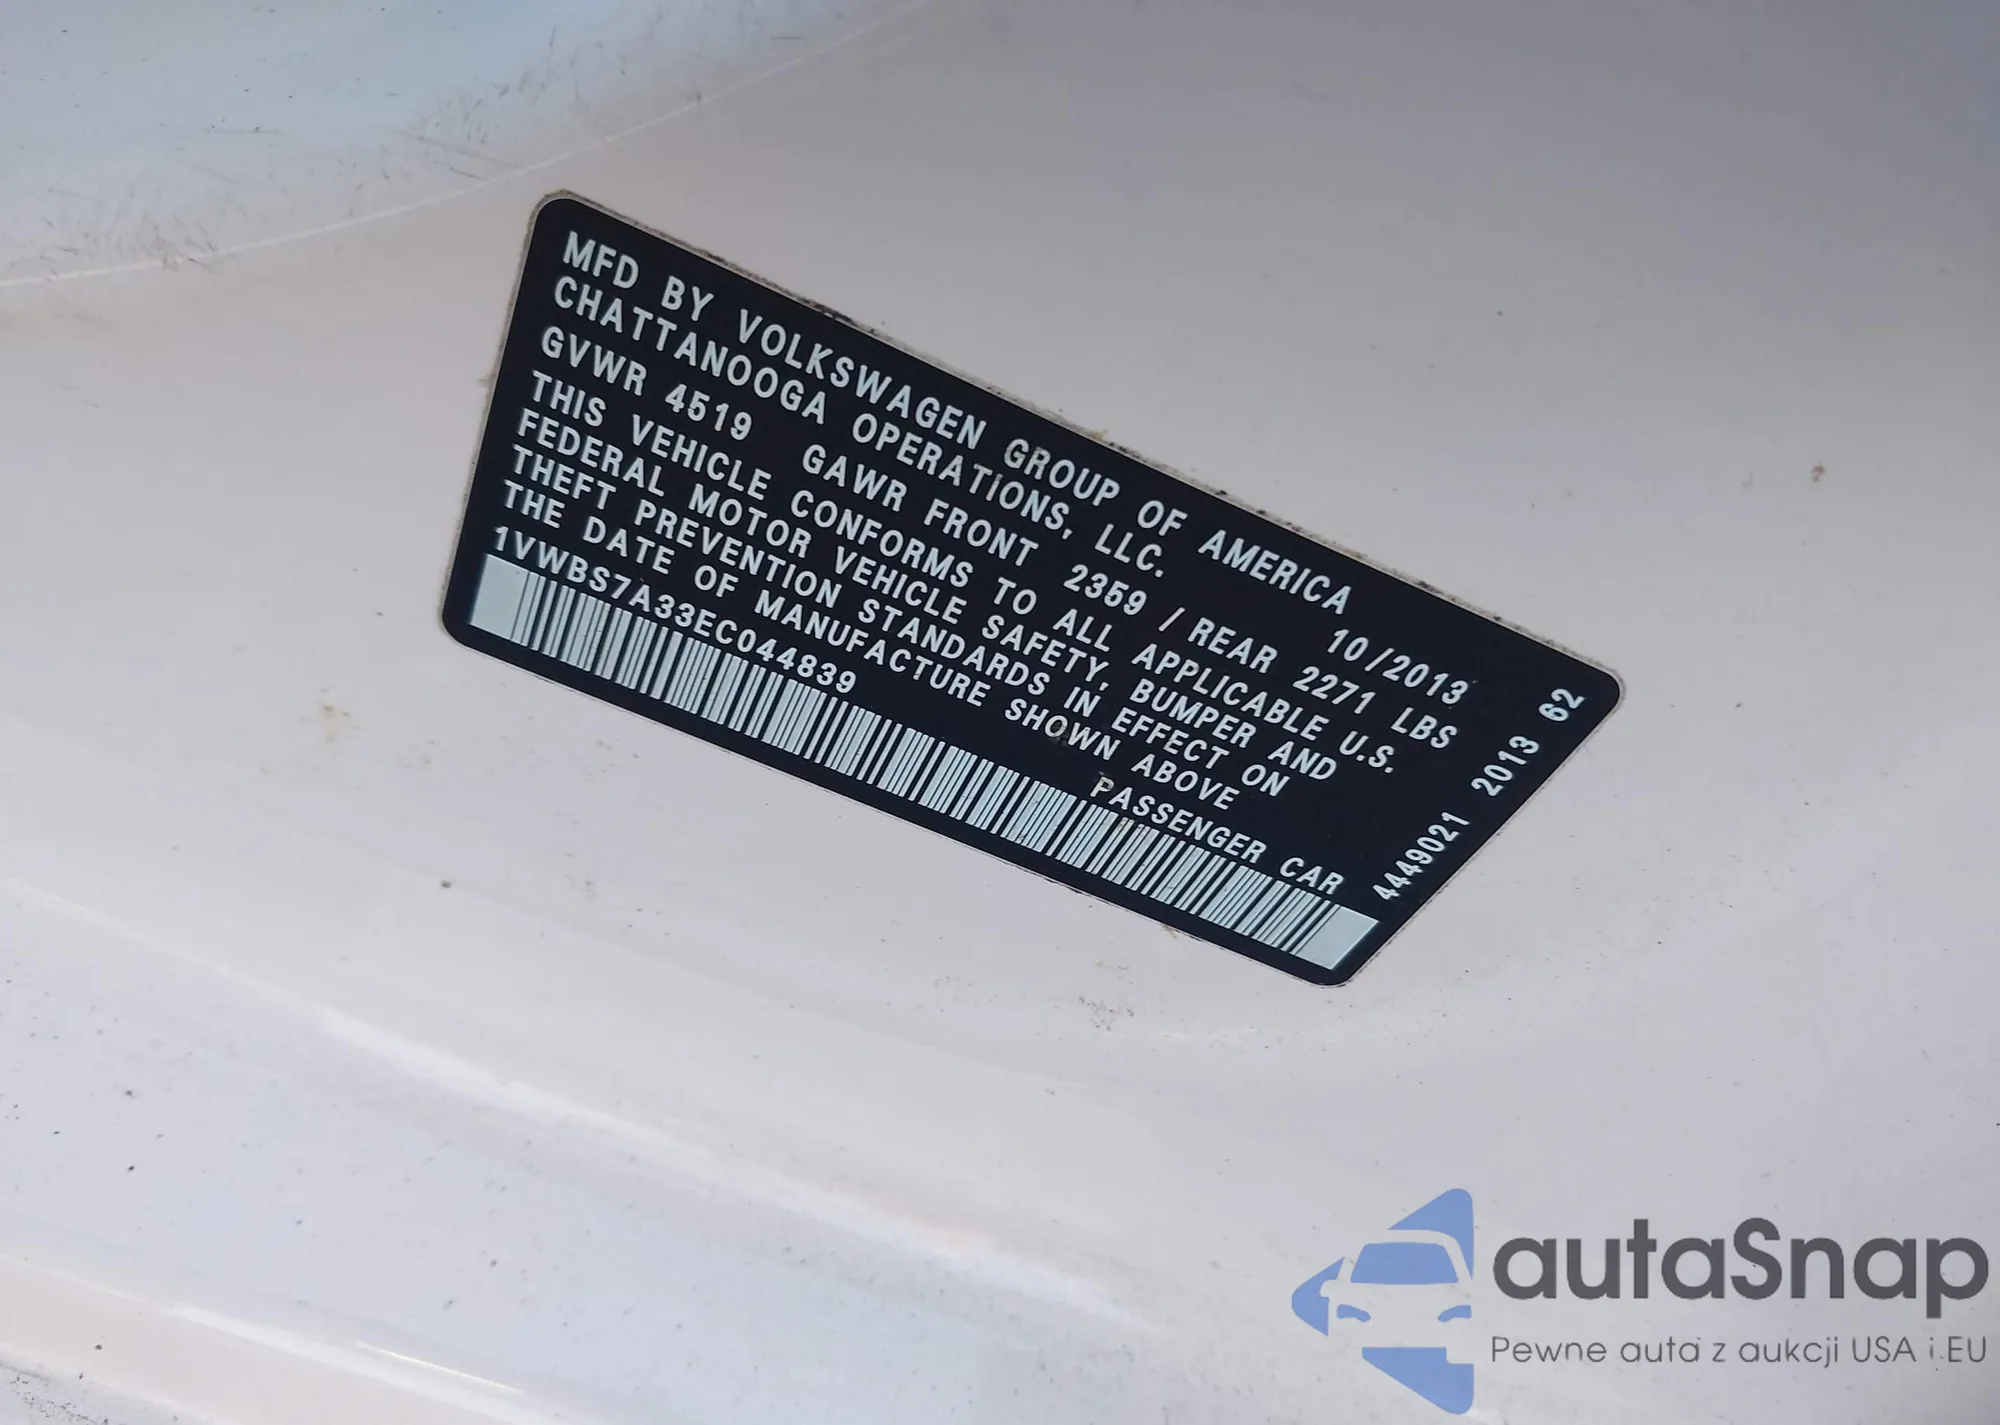 MFD BY VOLKSWAGEN GROUP OF AMERICA
CHATTANOOGA OPERATIONS, LLC. 10/2013
GVWR 4519 GAWR FRONT 2359 / REAR 2271 LBS
THIS VEHICLE CONFORMS TO ALL APPLICABLE U.S.
FEDERAL MOTOR VEHICLE SAFETY, BUMPER AND
THEFT PREVENTION STANDARDS IN EFFECT ON
THE DATE OF MANUFACTURE SHOWN ABOVE
1VWBS7A33EC044839 PASSENGER CAR
4449021 2013 62
autaSnap
Pewne auta z aukcji USA i EU